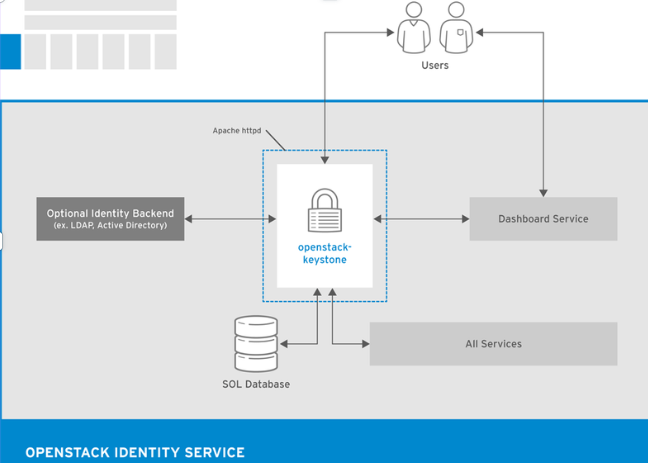 Users
Apache httpd
Optional Identity Backend
(ex. LDAP, Active Directory)
openstack-
keystone
Dashboard Service
All Services
SOL Database
OPENSTACK IDENTITY SERVICE